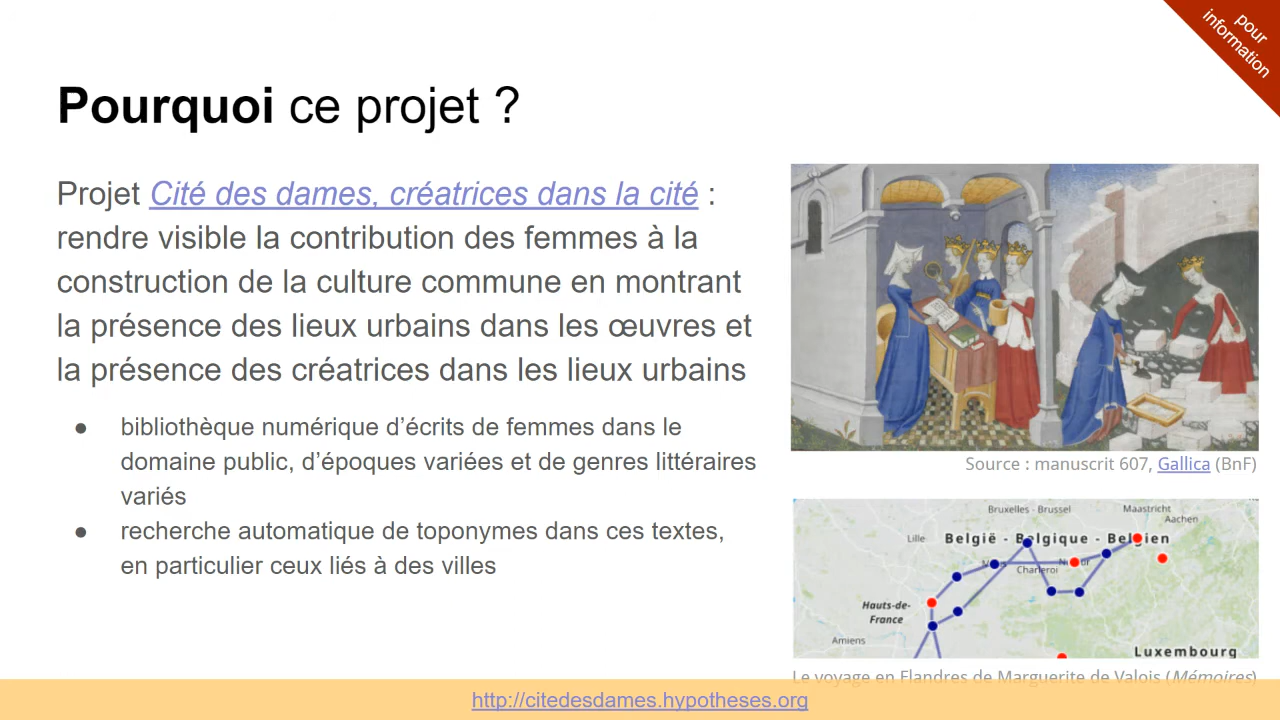 pour
information
Pourquoi ce projet ?
Projet Cité des dames, créatrices dans la cité :
rendre visible la contribution des femmes à la
construction de la culture commune en montrant
la présence des lieux urbains dans les œuvres et
la présence des créatrices dans les lieux urbains
● bibliothèque numérique d’écrits de femmes dans le
domaine public, d’époques variées et de genres littéraires
variés
● recherche automatique de toponymes dans ces textes,
en particulier ceux liés à des villes
Source : manuscrit 607, Gallica (BnF)
Bruxelles - Brussel
Maastricht
Aachen
Lille
België - Belgique - Belgien
Charleroi
Hauts-de-
France
Amiens
Luxembourg
Le voyage en Flandres de Marguerite de Valois (Mémoires)
http://citedesdames.hypotheses.org